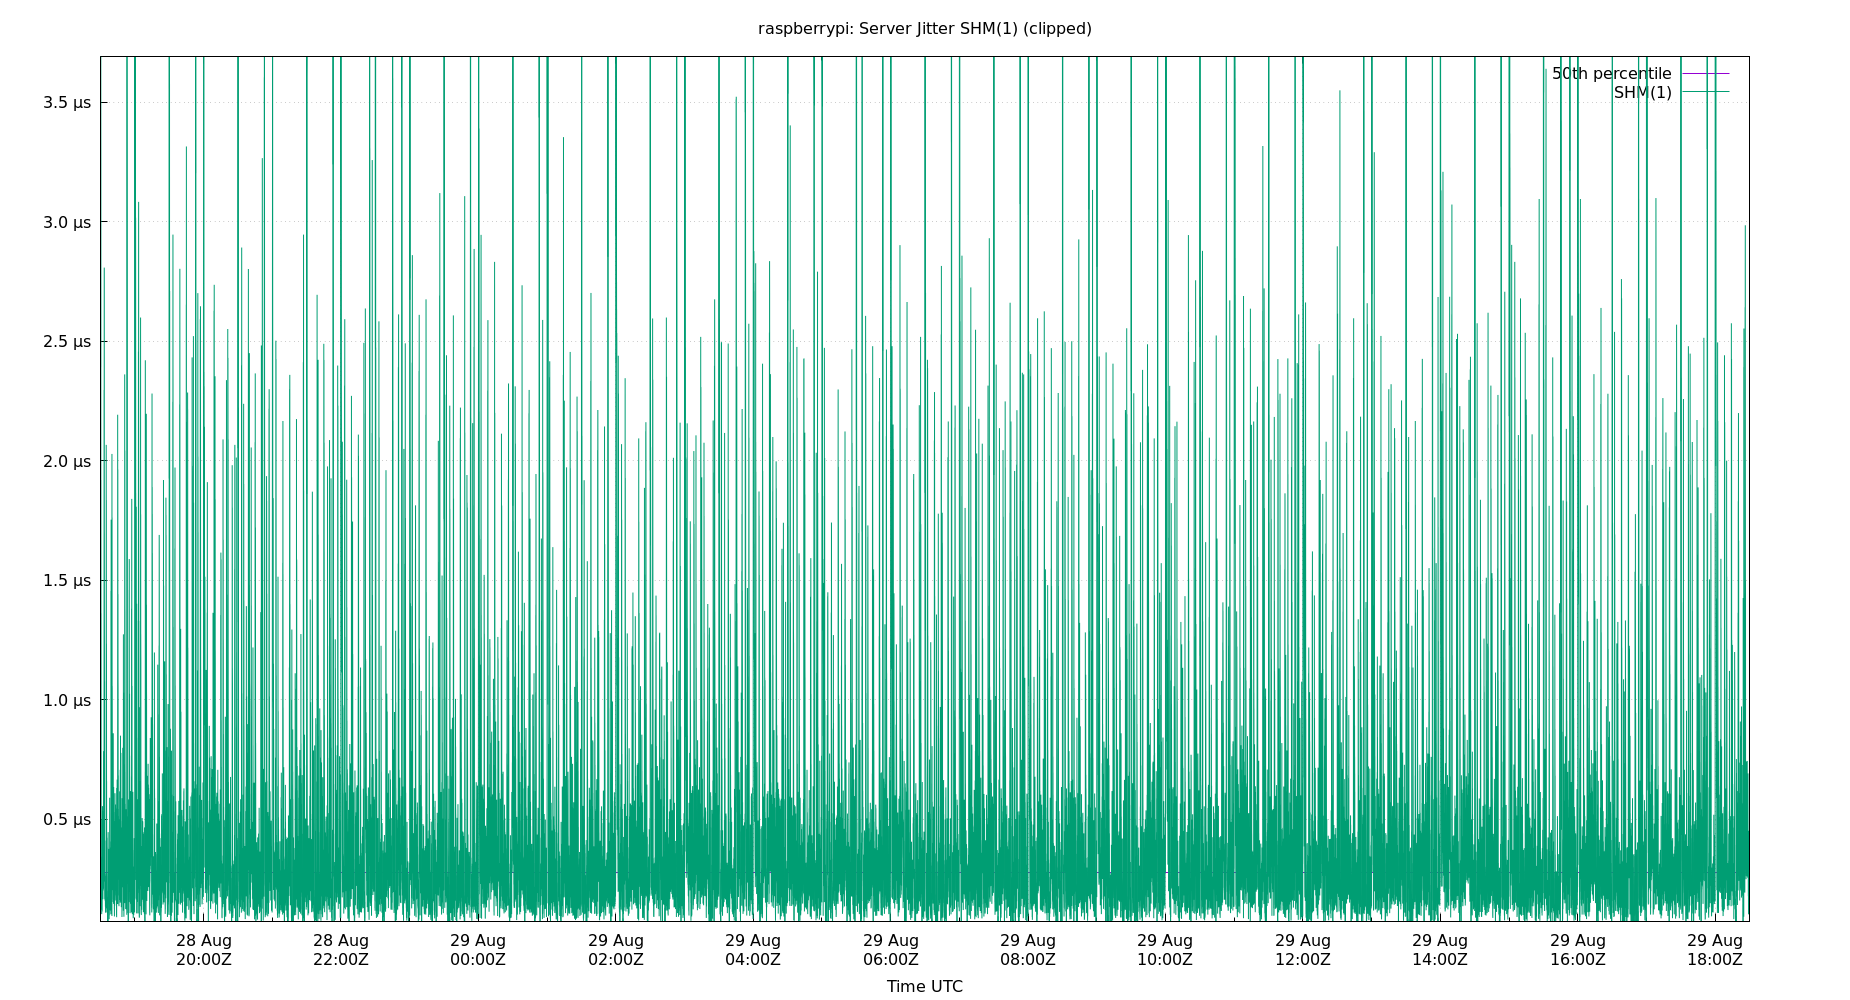 raspberrypi: Server Jitter SHM(1) (clipped)
50th percentile
SHM(1)
3.5 μs
3.0 μs
2.5 μs
2.0 μs
1.5 μs
1.0 μs
0.5 μs
28 Aug 28 Aug 29 Aug 29 Aug 29 Aug 29 Aug 29 Aug 29 Aug 29 Aug 29 Aug 29 Aug 29 Aug
20:00Z 22:00Z 00:00Z 02:00Z 04:00Z 06:00Z 08:00Z 10:00Z 12:00Z 14:00Z 16:00Z 18:00Z
Time UTC